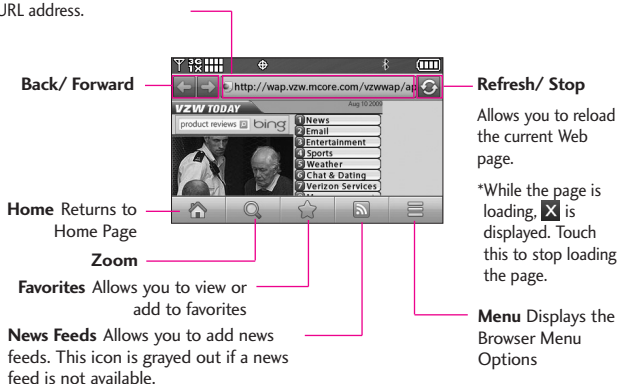 URL address.
3G
1X
Back/ Forward
http://wap.vzw.mcore.com/vzwwap/ap
Refresh/ Stop
Allows you to reload
the current Web
page.
*While the page is
loading, X is
displayed. Touch
this to stop loading
the page.
VZW TODAY
Aug 10 2009
product reviews
bing
1 News
2 Email
3 Entertainment
4 Sports
5 Weather
6 Chat & Dating
7 Verizon Services
Home Returns to
Home Page
Zoom
Favorites Allows you to view or
add to favorites
News Feeds Allows you to add news
feeds. This icon is grayed out if a news
feed is not available.
Menu Displays the
Browser Menu
Options